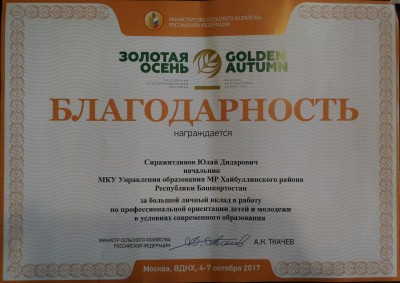 МИНИСТЕРСТВО СЕЛЬСКОГО ХОЗЯЙСТВА
РОССИЙСКОЙ ФЕДЕРАЦИИ
ЗОЛОТАЯ ОСЕНЬ
GOLDEN AUTUMN
БЛАГОДАРНОСТЬ
награждается
Сиражитдинов Юлай Дидарович
начальник
МКУ Управления образования МР Хайбуллинского района
Республики Башкортостан
за большой личный вклад в работу
по профессиональной ориентации детей и молодежи
в условиях современного образования
МИНИСТР СЕЛЬСКОГО ХОЗЯЙСТВА
РОССИЙСКОЙ ФЕДЕРАЦИИ
А.Н. ТКАЧЕВ
Москва, ВДНХ, 4-7 октября 2017